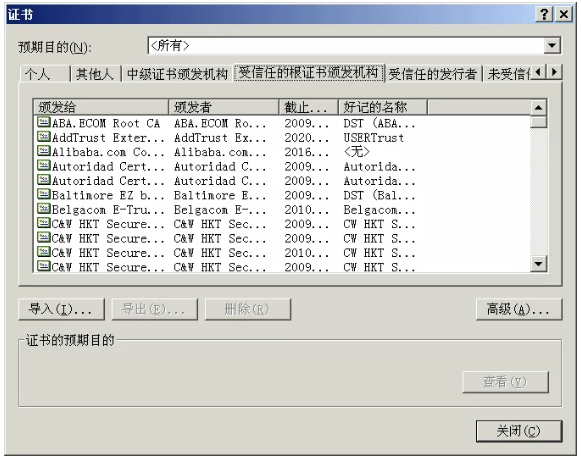 证书
预期目的(N):
<所有>
个人 其他人 中级证书颁发机构 受信任的根证书颁发机构 受信任的发行者 未受信
颁发给 颁发者 截止... 好记的名称
ABA.ECOM Root CA ABA.ECOM Ro... 2009... DST (ABA...
AddTrust Exter... AddTrust Ex... 2020... USERTrust
Alibaba.com Co... Alibaba.com... 2016... <无>
Autoridad Cert... Autoridad C... 2009... Autorida...
Autoridad Cert... Autoridad C... 2009... Autorida...
Baltimore EZ b... Baltimore E... 2009... DST (Bal...
Belgacom E-Tru... Belgacom E-... 2010... Belgacom...
C&W HKT Secure... C&W HKT Sec... 2009... CW HKT S...
C&W HKT Secure... C&W HKT Sec... 2009... CW HKT S...
C&W HKT Secure... C&W HKT Sec... 2010... CW HKT S...
C&W HKT Secure... C&W HKT Sec... 2009... CW HKT S...
导入(I)... 导出(E)... 删除(R) 高级(A)...
证书的预期目的
查看(V)
关闭(C)